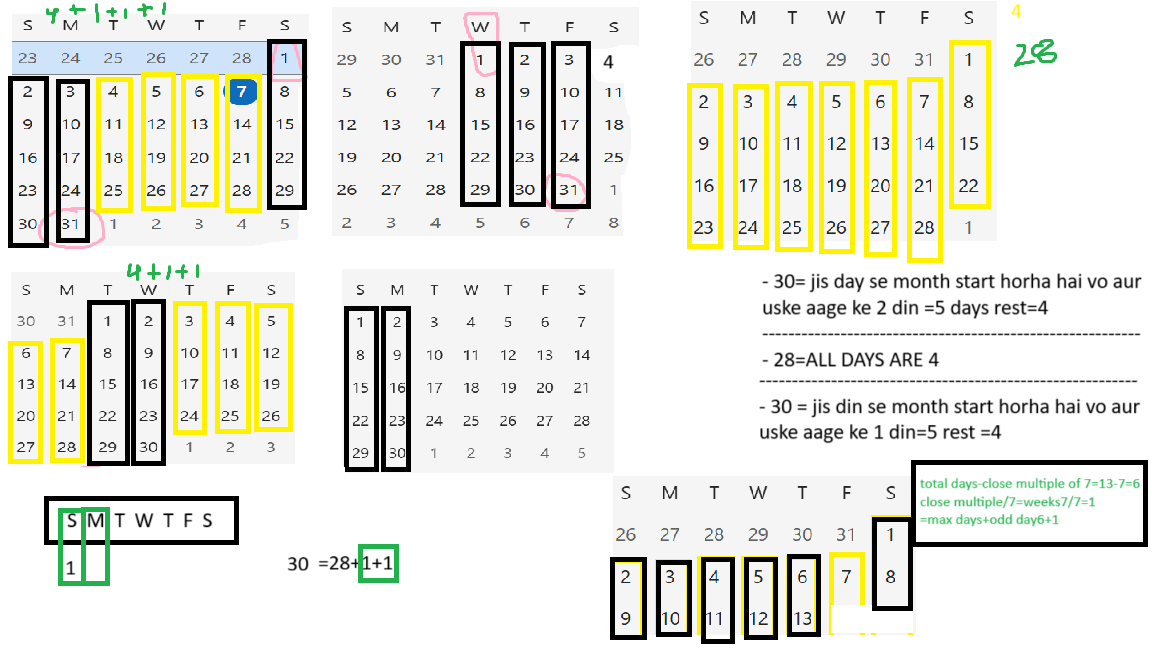 4 +1+1 +1
S M T W T F S
23 24 25 26 27 28 1
2 3 4 5 6 7 8
9 10 11 12 13 14 15
16 17 18 19 20 21 22
23 24 25 26 27 28 29
30 31 1 2 3 4 5
S M T W T F S
29 30 31 1 2 3 4
5 6 7 8 9 10 11
12 13 14 15 16 17 18
19 20 21 22 23 24 25
26 27 28 29 30 31 1
2 3 4 5 6 7 8
S M T W T F S
26 27 28 29 30 31 1
2 3 4 5 6 7 8
9 10 11 12 13 14 15
16 17 18 19 20 21 22
23 24 25 26 27 28 1
4
28
4+1+1
S M T W T F S
30 31 1 2 3 4 5
6 7 8 9 10 11 12
13 14 15 16 17 18 19
20 21 22 23 24 25 26
27 28 29 30 1 2 3
S M T W T F S
1 2 3 4 5 6 7
8 9 10 11 12 13 14
15 16 17 18 19 20 21
22 23 24 25 26 27 28
29 30 1 2 3 4 5
- 30= jis day se month start horha hai vo aur
uske aage ke 2 din =5 days rest=4
- 28=ALL DAYS ARE 4
- 30 = jis din se month start horha hai vo aur
uske aage ke 1 din=5 rest =4
S M T W T F S
1
30 =28+1+1
S M T W T F S
26 27 28 29 30 31 1
2 3 4 5 6 7 8
9 10 11 12 13
total days-close multiple of 7=13-7=6
close multiple/7=weeks7/7=1
=max days+odd day6+1